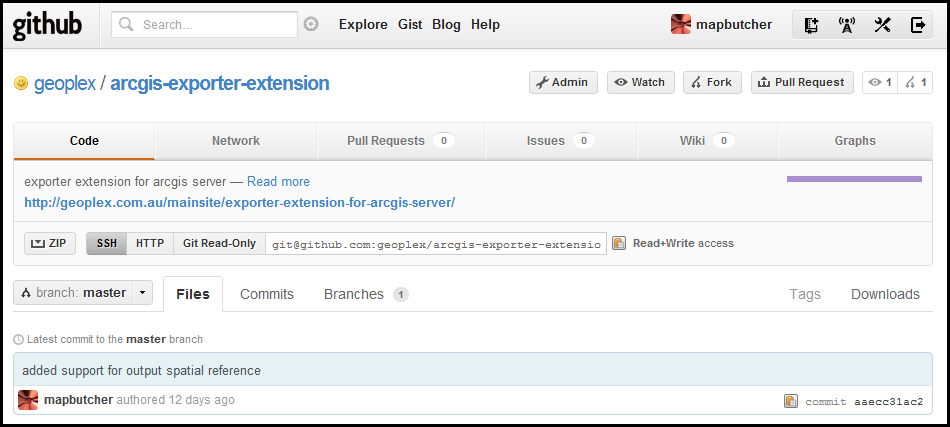 github Search... Explore Gist Blog Help mapbutcher
geoplex / arcgis-exporter-extension Admin Watch Fork Pull Request 1 1
Code Network Pull Requests 0 Issues 0 Wiki 0 Graphs
exporter extension for arcgis server — Read more
http://geoplex.com.au/mainsite/exporter-extension-for-arcgis-server/
ZIP SSH HTTP Git Read-Only git@github.com:geoplex/arcgis-exporter-extensio Read+Write access
branch: master Files Commits Branches 1 Tags Downloads
Latest commit to the master branch
added support for output spatial reference
mapbutcher authored 12 days ago commit aaecc31ac2